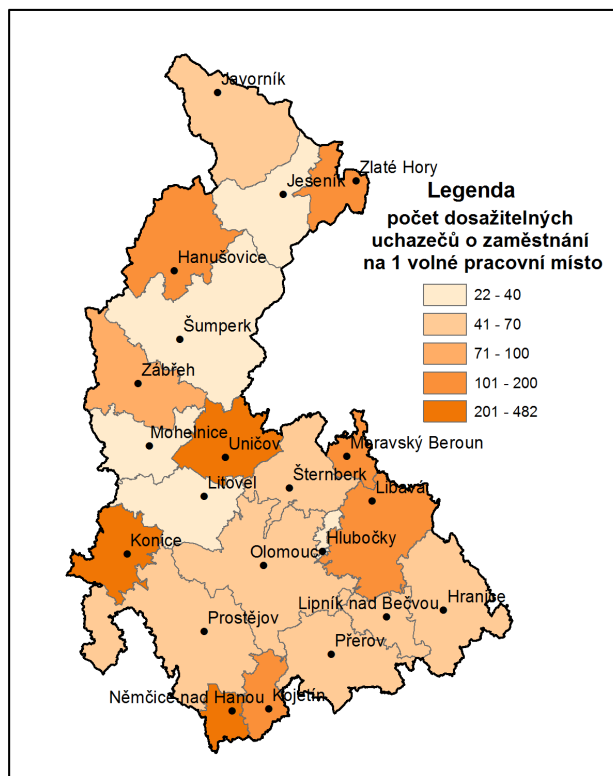 Javorník
Zlaté Hory
Jeseník
Legenda
počet dosažitelných
uchazečů o zaměstnání
na 1 volné pracovní místo
Hanušovice
22 - 40
41 - 70
Šumperk
71 - 100
Zábřeh
101 - 200
201 - 482
Mohelnice
Uničov
Moravský Beroun
Šternberk
Litovel
Libavá
Konice
Olomouc
Hlubočky
Lipník nad Bečvou
Hranice
Prostějov
Přerov
Němčice nad Hanou
Kojetín